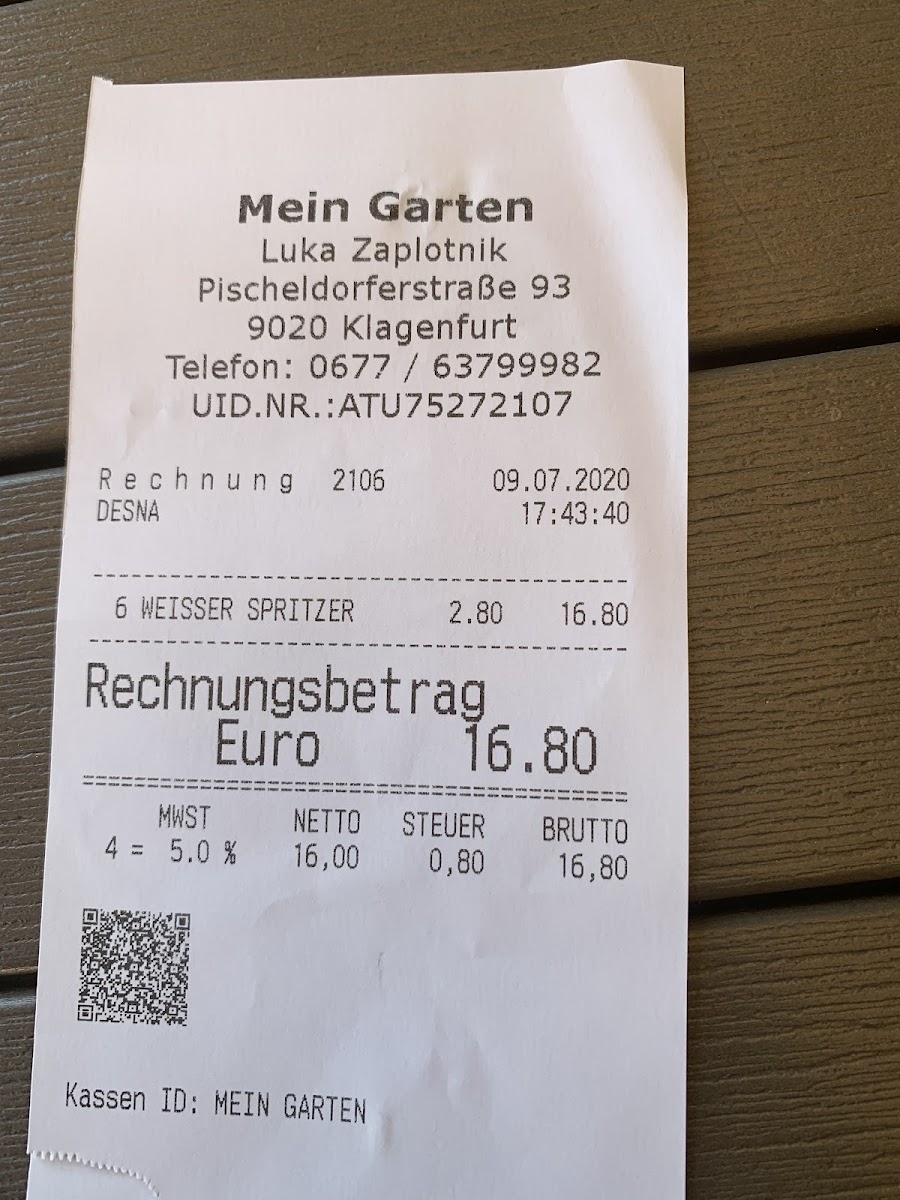 Mein Garten
Luka Zaplotnik
Pischeldorferstraße 93
9020 Klagenfurt
Telefon: 0677 / 63799982
UID.NR.:ATU75272107
Rechnung 2106 09.07.2020
DESNA 17:43:40
6 WEISSER SPRITZER 2.80 16.80
Rechnungsbetrag
Euro 16.80
MWST NETTO STEUER BRUTTO
4 = 5.0 % 16,00 0,80 16,80
Kassen ID: MEIN GARTEN